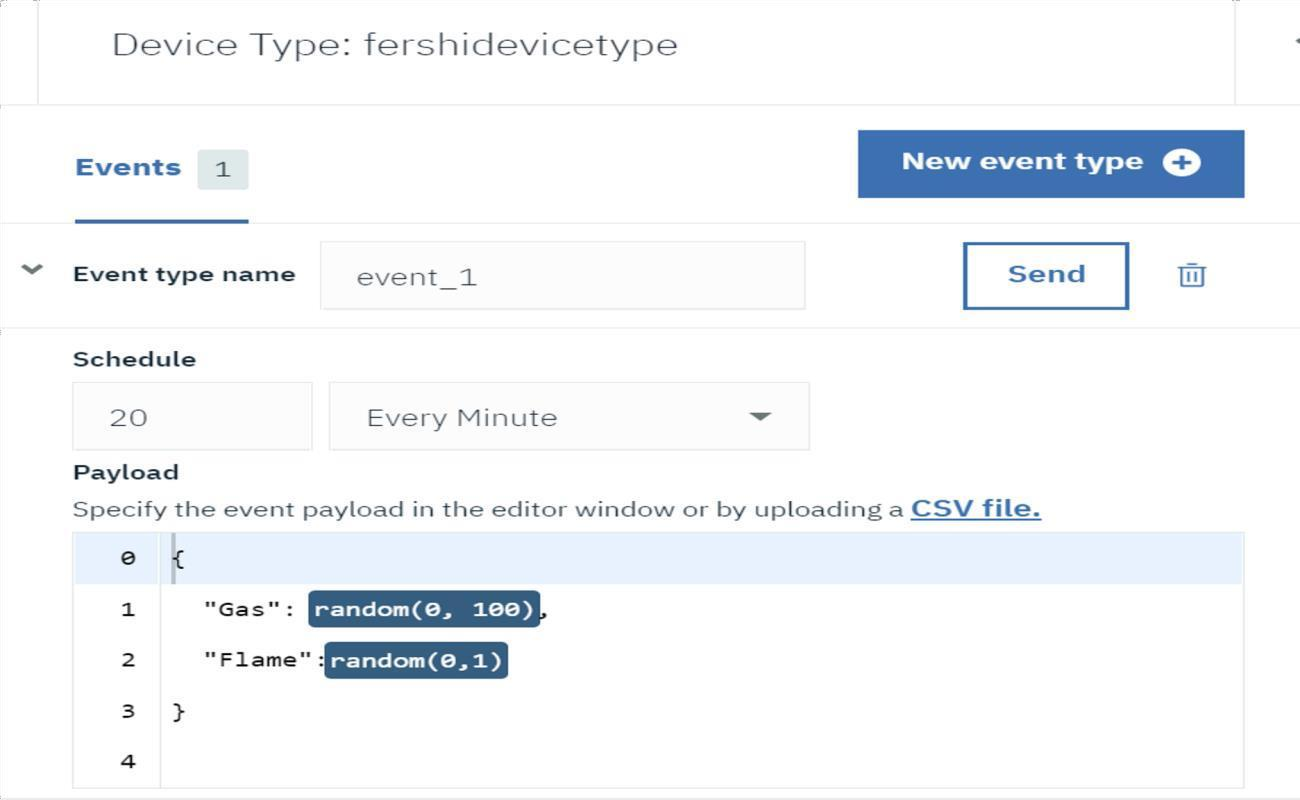 Device Type: fershidevicetype
Events 1
New event type
Event type name event_1 Send
Schedule
20 Every Minute
Payload
Specify the event payload in the editor window or by uploading a CSV file.
0 {
1 "Gas": random(0, 100),
2 "Flame":random(0,1)
3 }
4